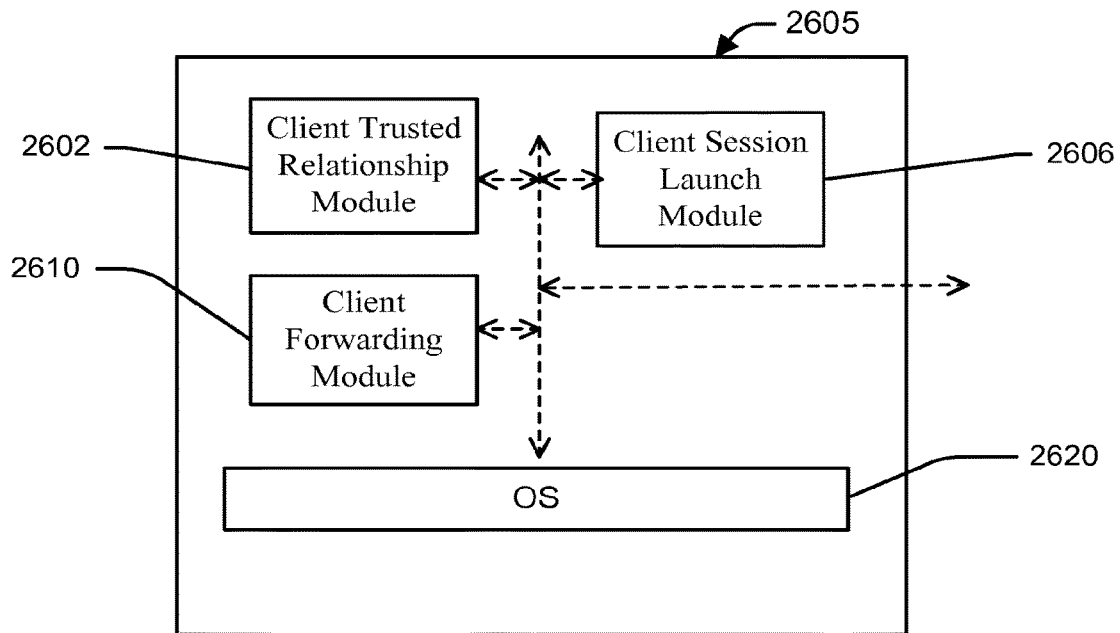 2605
Client Trusted
Relationship
Module
2602
Client Session
Launch
Module
2606
2610
Client
Forwarding
Module
2620
OS